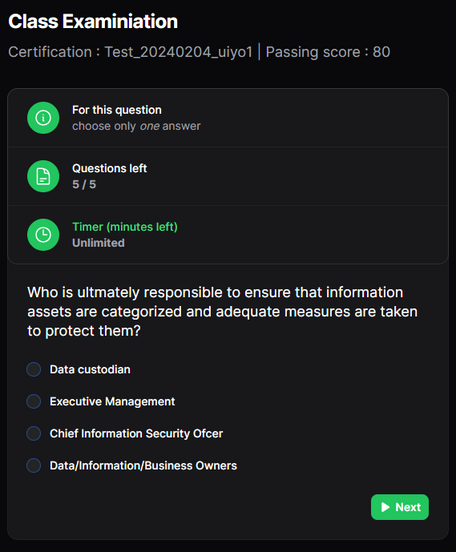 Class Examiniation
Certification : Test_20240204_uiyo1 | Passing score : 80
For this question
choose only one answer
Questions left
5 / 5
Timer (minutes left)
Unlimited
Who is ultmately responsible to ensure that information
assets are categorized and adequate measures are taken
to protect them?
Data custodian
Executive Management
Chief Information Security Ofcer
Data/Information/Business Owners
Next